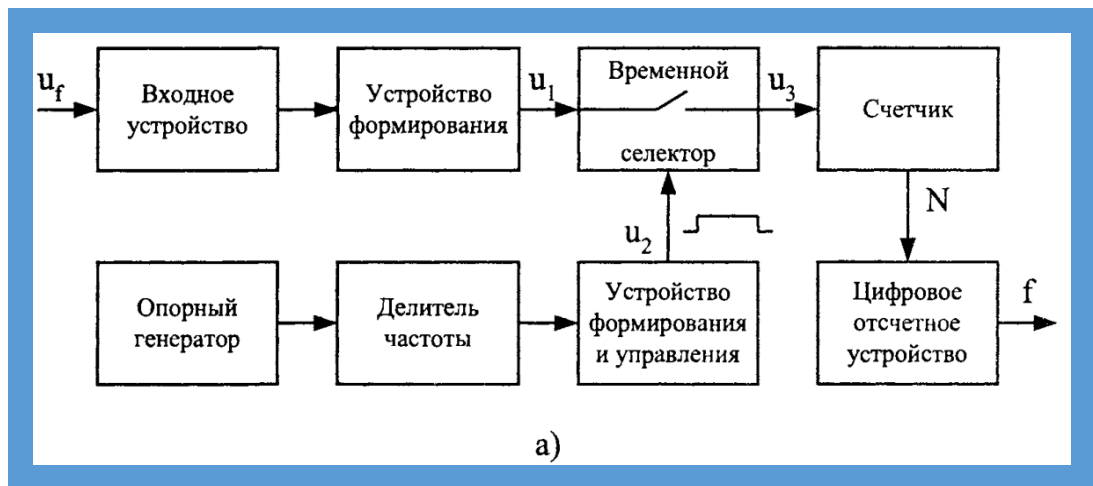 u_f
Входное
устройство
Устройство
формирования
u_1
Временной
селектор
u_3
Счетчик
N
u_2
Опорный
генератор
Делитель
частоты
Устройство
формирования
и управления
Цифровое
отсчетное
устройство
f
а)